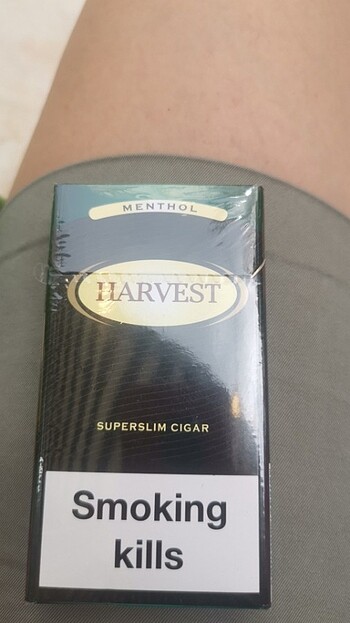 MENTHOL
HARVEST
SUPERSLIM CIGAR
Smoking
kills